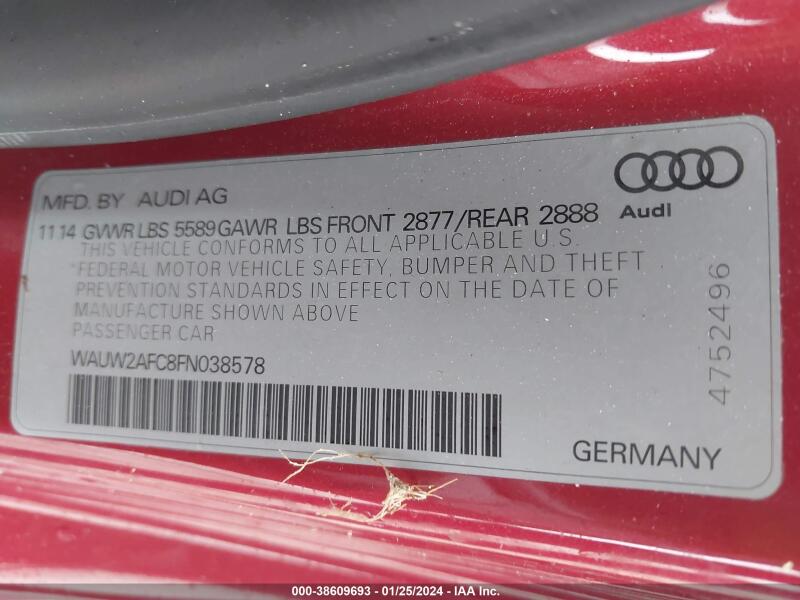 MFD. BY AUDI AG
Audi
11 14 GVWR LBS 5589 GAWR LBS FRONT 2877/REAR 2888
THIS VEHICLE CONFORMS TO ALL APPLICABLE U.S.
*FEDERAL MOTOR VEHICLE SAFETY, BUMPER AND THEFT
PREVENTION STANDARDS IN EFFECT ON THE DATE OF
MANUFACTURE SHOWN ABOVE
PASSENGER CAR
WAUW2AFC8FN038578
4752496
GERMANY
000-38609693 - 01/25/2024 - IAA Inc.